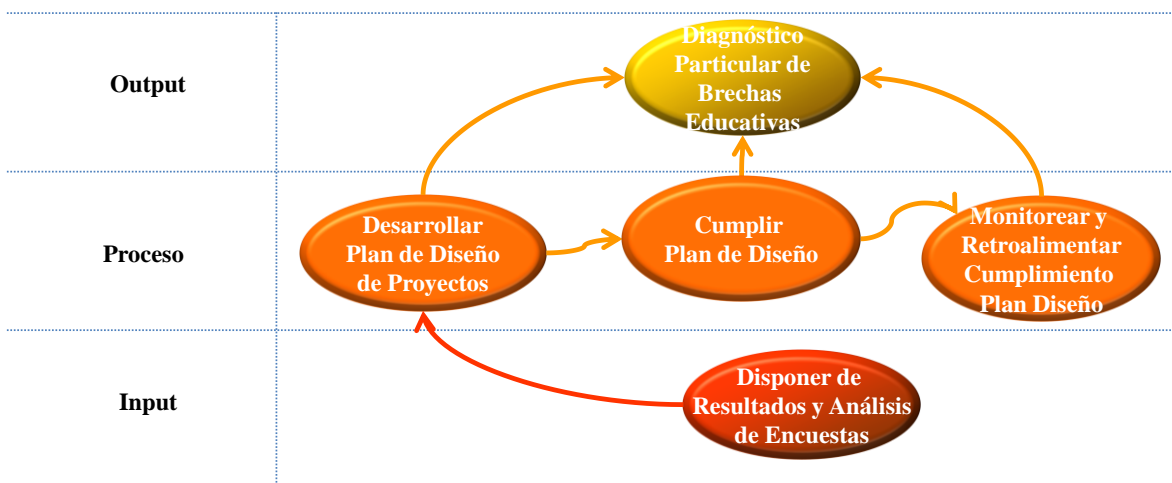 Output
Diagnóstico
Particular de
Brechas
Educativas
Proceso
Desarrollar
Plan de Diseño
de Proyectos
Cumplir
Plan de Diseño
Monitorear y
Retroalimentar
Cumplimiento
Plan Diseño
Input
Disponer de
Resultados y Análisis
de Encuestas